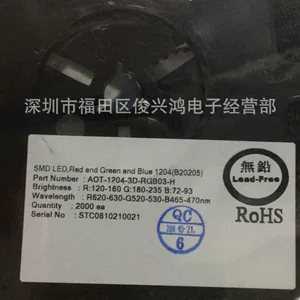 深圳市福田区俊兴鸿电子经营部
SMD LED,Red and Green and Blue 1204(B20205)
Part Number : AOT-1204-3D-RGB03-H
Brightness : R:120-160 G:180-235 B:72-93
Wavelength : R620-630-G520-530-B465-470nm
Quantity : 2000 ea
Serial No : STC0810210021
無鉛
Lead-Free
RoHS
QC
6